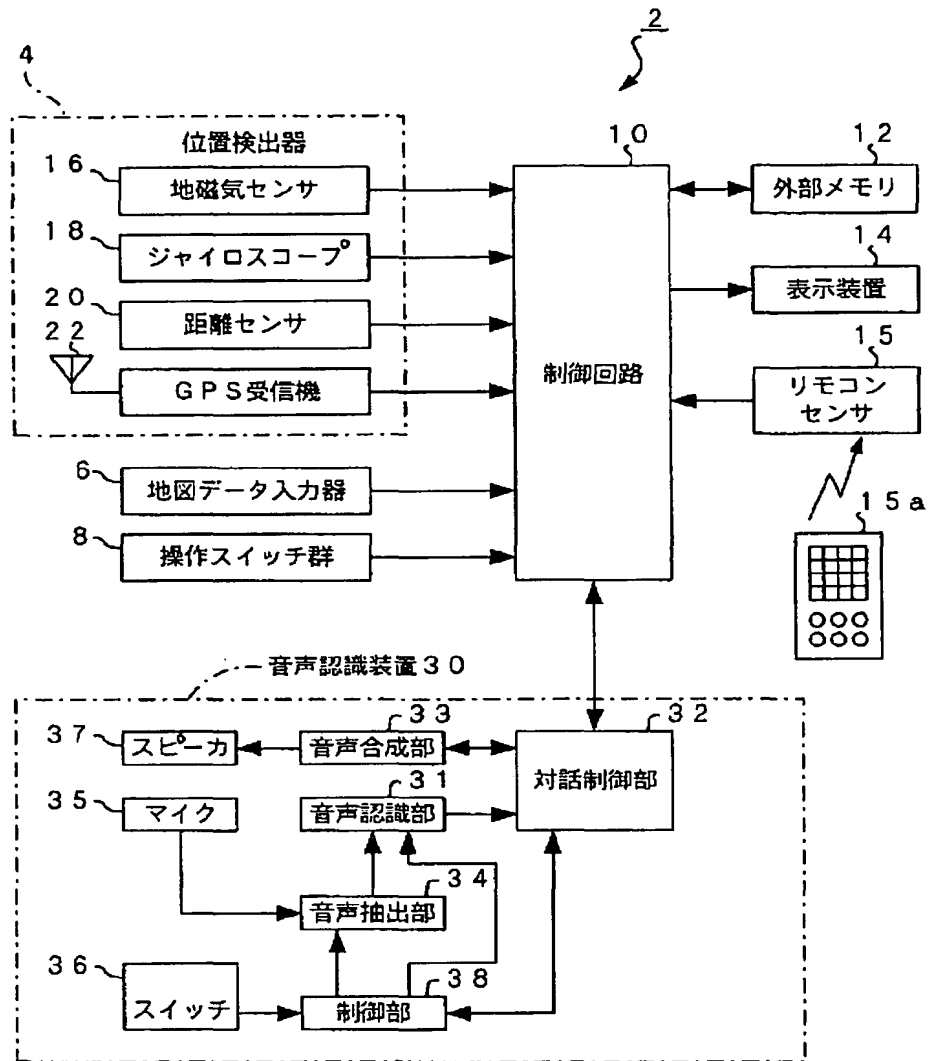 2
4
位置検出器
16
地磁気センサ
18
ジャイロスコープ
20
距離センサ
22
GPS受信機
6
地図データ入力器
8
操作スイッチ群
10
制御回路
12
外部メモリ
14
表示装置
15
リモコン
センサ
15a
音声認識装置30
37
スピーカ
33
音声合成部
32
対話制御部
35
マイク
31
音声認識部
34
音声抽出部
36
スイッチ
38
制御部